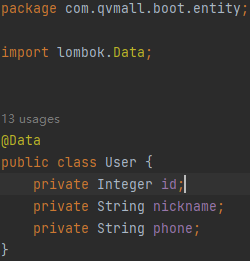 package com.qvmall.boot.entity;
import lombok.Data;
13 usages
@Data
public class User {
    private Integer id;
    private String nickname;
    private String phone;
}